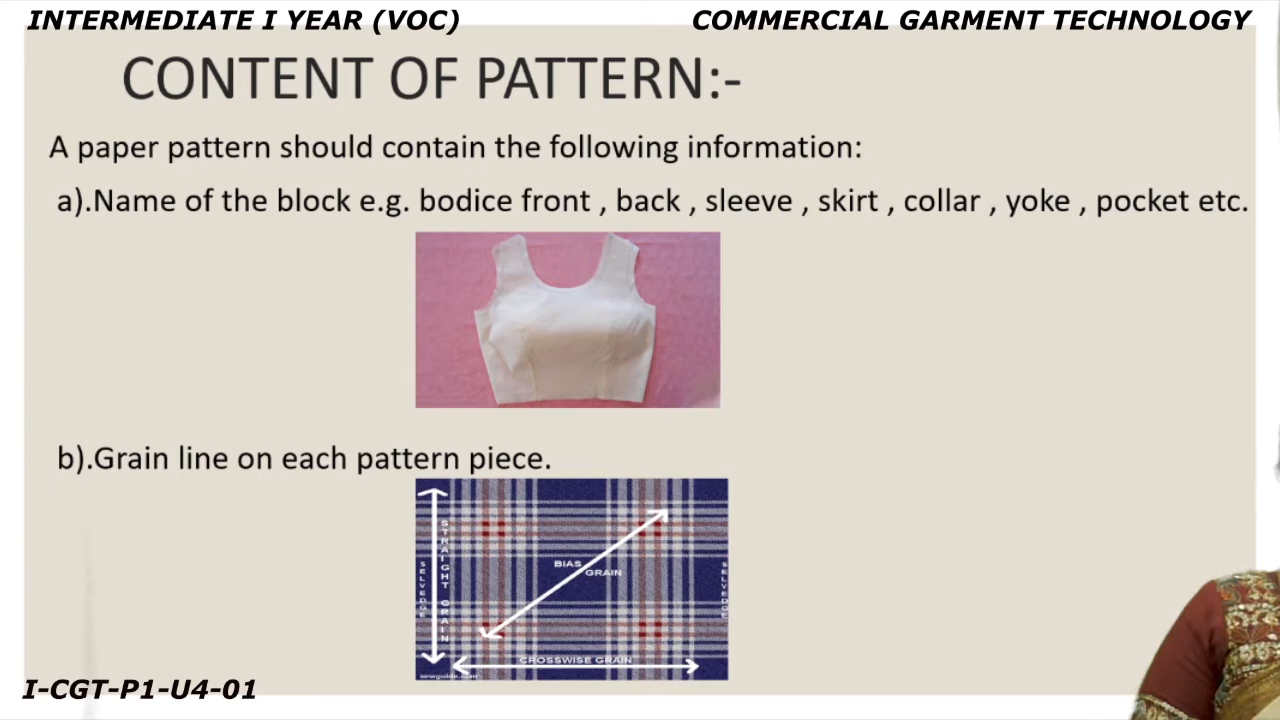 INTERMEDIATE I YEAR (VOC) COMMERCIAL GARMENT TECHNOLOGY
CONTENT OF PATTERN:-
A paper pattern should contain the following information:
a).Name of the block e.g. bodice front , back , sleeve , skirt , collar , yoke , pocket etc.
b).Grain line on each pattern piece.
STRAIGHT GRAIN
SELVEDGE
BIAS
GRAIN
SELVEDGE
CROSSWISE GRAIN
sewguide.com
I-CGT-P1-U4-01